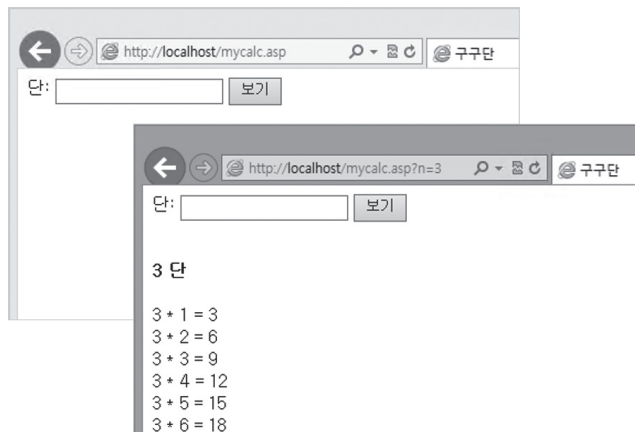 http://localhost/mycalc.asp
구구단
단:
보기
http://localhost/mycalc.asp?n=3
구구단
단:
보기
3 단
3 * 1 = 3
3 * 2 = 6
3 * 3 = 9
3 * 4 = 12
3 * 5 = 15
3 * 6 = 18